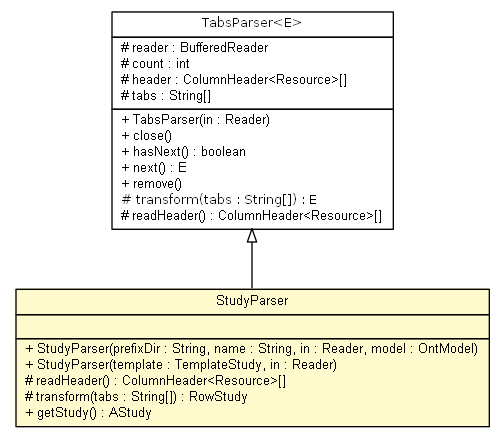 TabsParser<E>
# reader : BufferedReader
# count : int
# header : ColumnHeader<Resource>[]
# tabs : String[]
+ TabsParser(in : Reader)
+ close()
+ hasNext() : boolean
+ next() : E
+ remove()
# transform(tabs : String[]) : E
# readHeader() : ColumnHeader<Resource>[]
StudyParser
+ StudyParser(prefixDir : String, name : String, in : Reader, model : OntModel)
+ StudyParser(template : TemplateStudy, in : Reader)
# readHeader() : ColumnHeader<Resource>[]
# transform(tabs : String[]) : RowStudy
+ getStudy() : AStudy